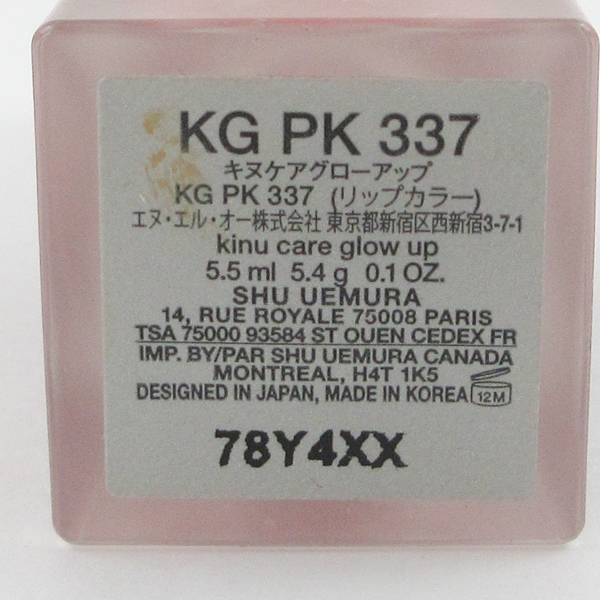 KG PK 337
キヌケアグローアップ
KG PK 337 (リップカラー)
エヌ・エル・オー株式会社 東京都新宿区西新宿3-7-1
kinu care glow up
5.5 ml 5.4 g 0.1 OZ.
SHU UEMURA
14, RUE ROYALE 75008 PARIS
TSA 75000 93584 ST OUEN CEDEX FR
IMP. BY/PAR SHU UEMURA CANADA
MONTREAL, H4T 1K5
DESIGNED IN JAPAN, MADE IN KOREA 12M
78Y4XX